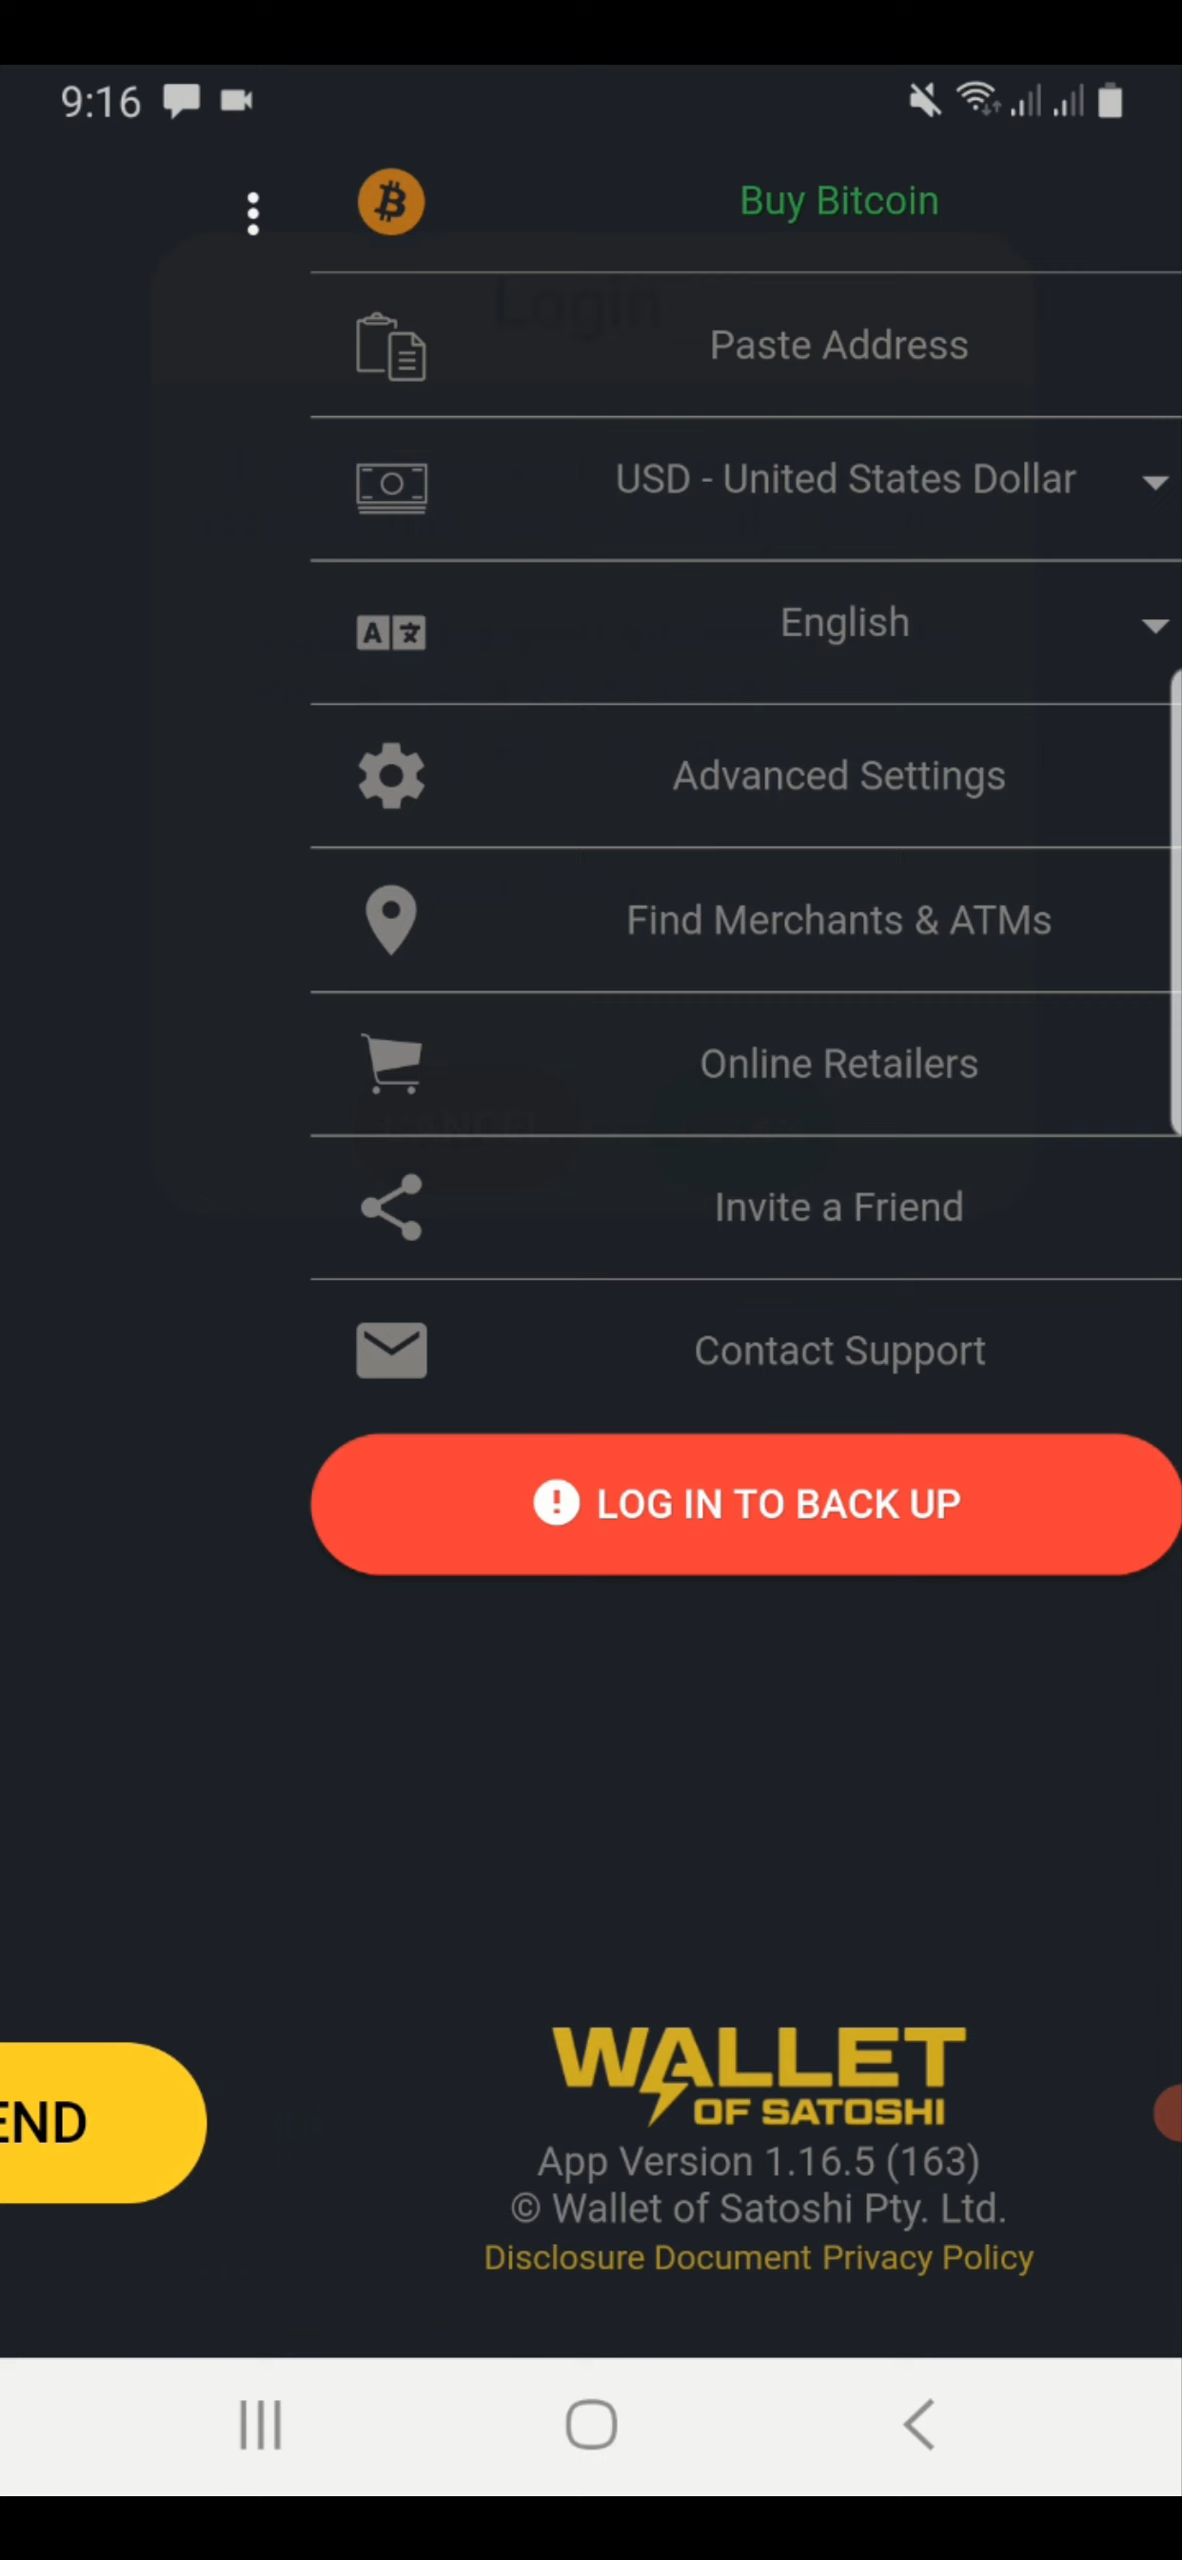 9:16
Buy Bitcoin
Login
Paste Address
USD - United States Dollar
English
Advanced Settings
Find Merchants & ATMs
Online Retailers
CANCEL
Invite a Friend
Contact Support
! LOG IN TO BACK UP
WALLET
OF SATOSHI
END
App Version 1.16.5 (163)
© Wallet of Satoshi Pty. Ltd.
Disclosure Document Privacy Policy